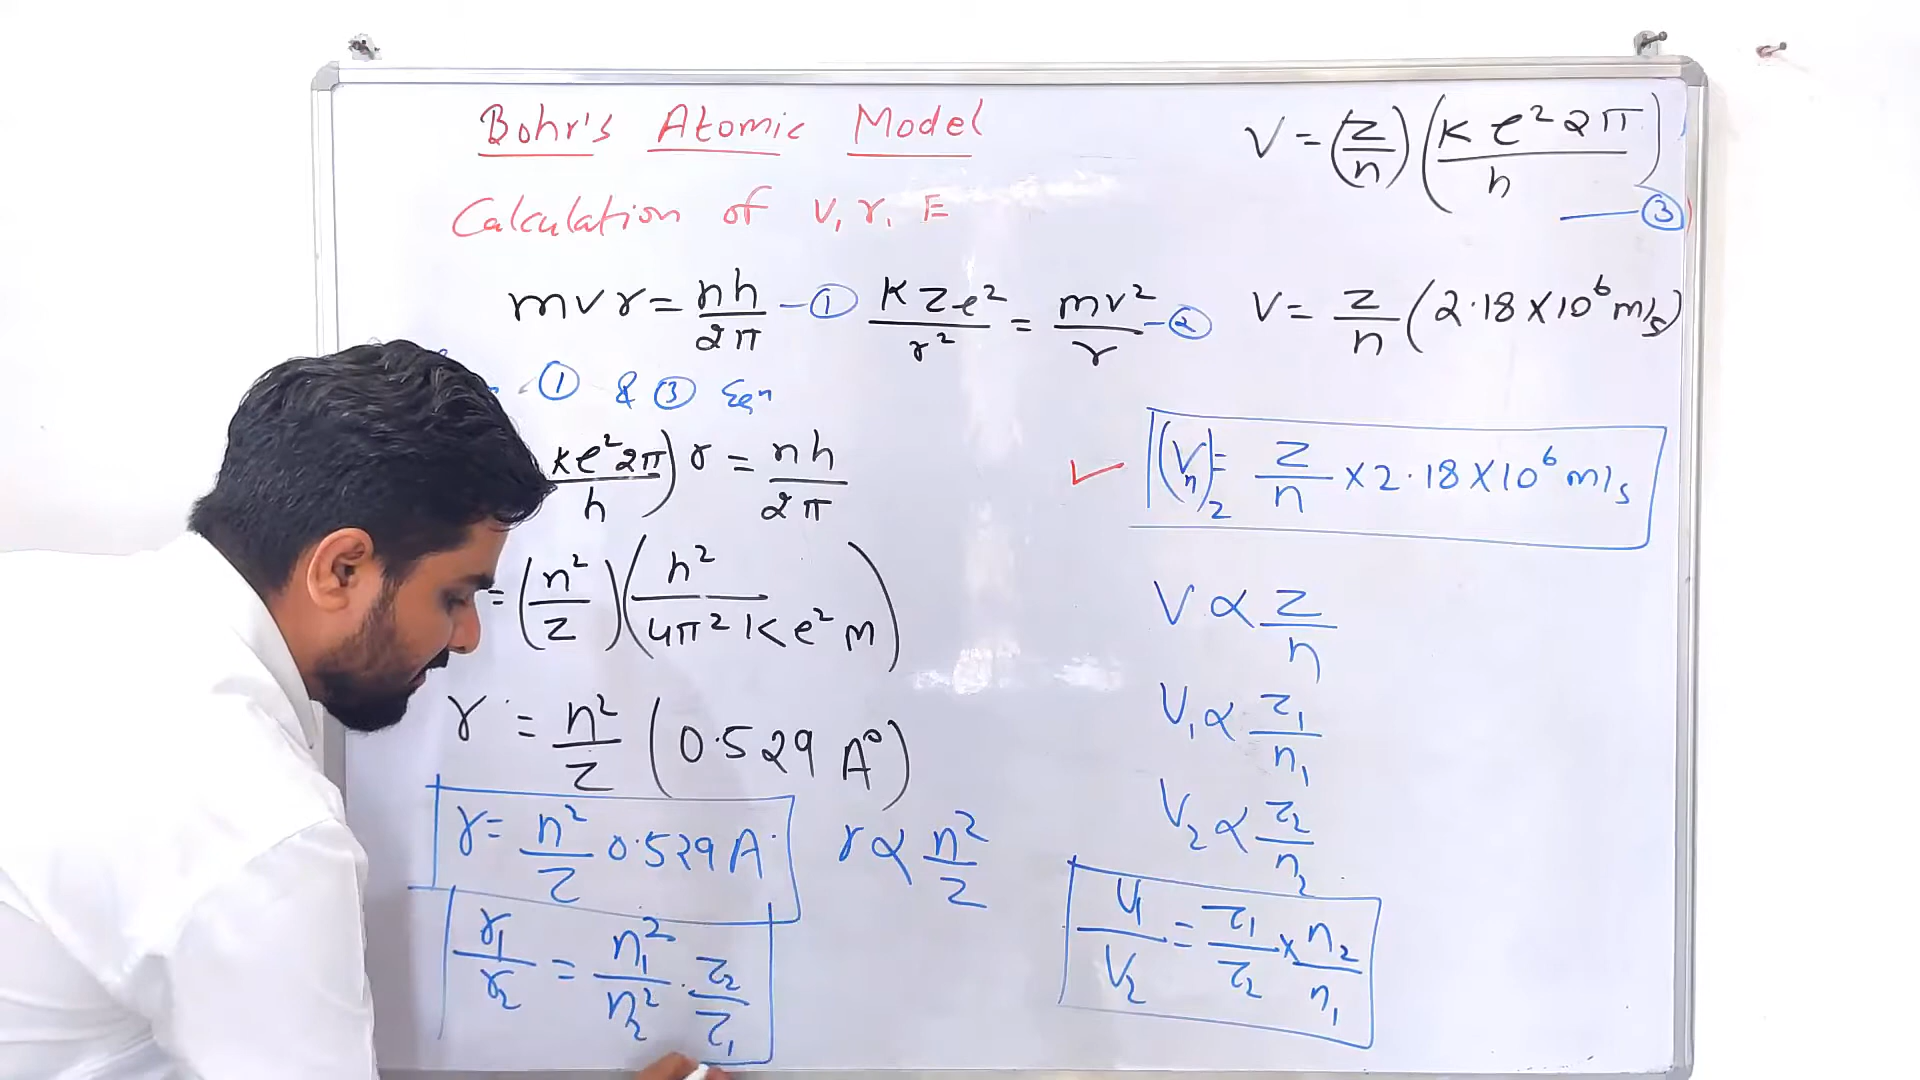 Bohr's Atomic Model
Calculation of v, r, E
mvr = nh/2π —① KZe²/r² = mv²/r —②
① & ③ Eqn
ke²2π/h) r = nh/2π
= (n²/z) (h²/4π²Ke²m)
r = n²/z (0.529 A°)
r = n²/z 0.529 A° r ∝ n²/z
r₁/r₂ = n₁²/n₂² · z₂/z₁
V = (z/n) (Ke²2π/h)
—③
V = z/n (2.18 × 10⁶ m/s)
(Vₙ)z = z/n × 2.18 × 10⁶ m/s
V ∝ z/n
V₁ ∝ z₁/n₁
V₂ ∝ z₂/n₂
V₁/V₂ = z₁/z₂ × n₂/n₁